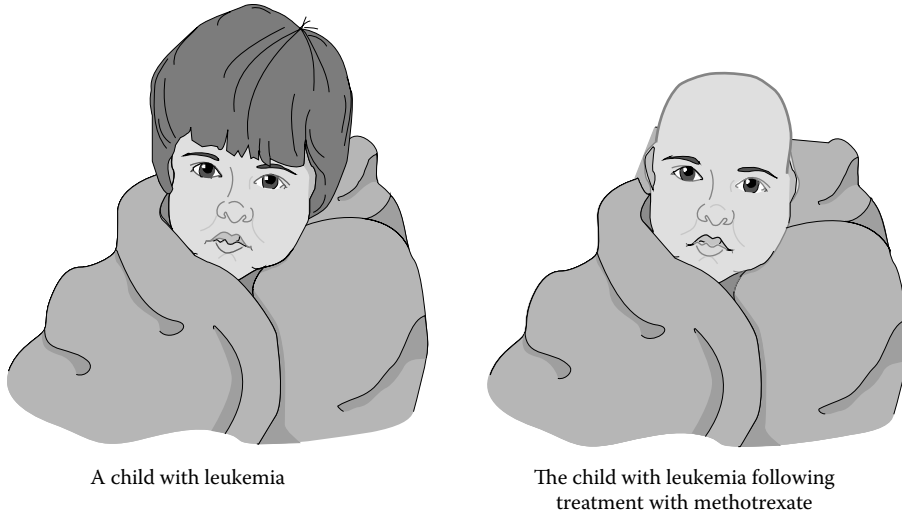 A child with leukemia
The child with leukemia following
treatment with methotrexate